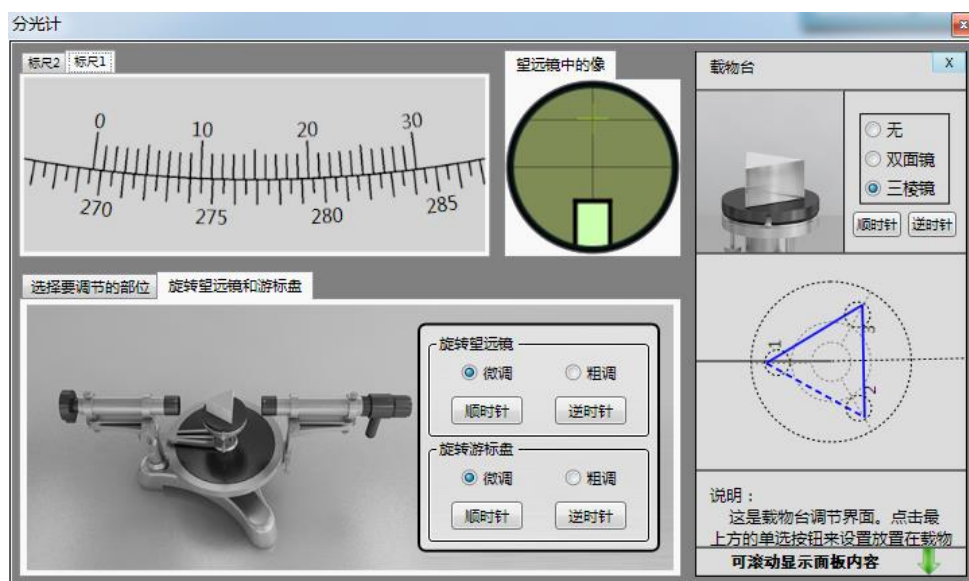 分光计
标尺2 标尺1
0 10 20 30
270 275 280 285
望远镜中的像
载物台 X
无
双面镜
三棱镜
顺时针 逆时针
1
3
2
选择要调节的部位 旋转望远镜和游标盘
旋转望远镜
微调 粗调
顺时针 逆时针
旋转游标盘
微调 粗调
顺时针 逆时针
说明：
这是载物台调节界面。点击最
上方的单选按钮来设置放置在载物
可滚动显示面板内容